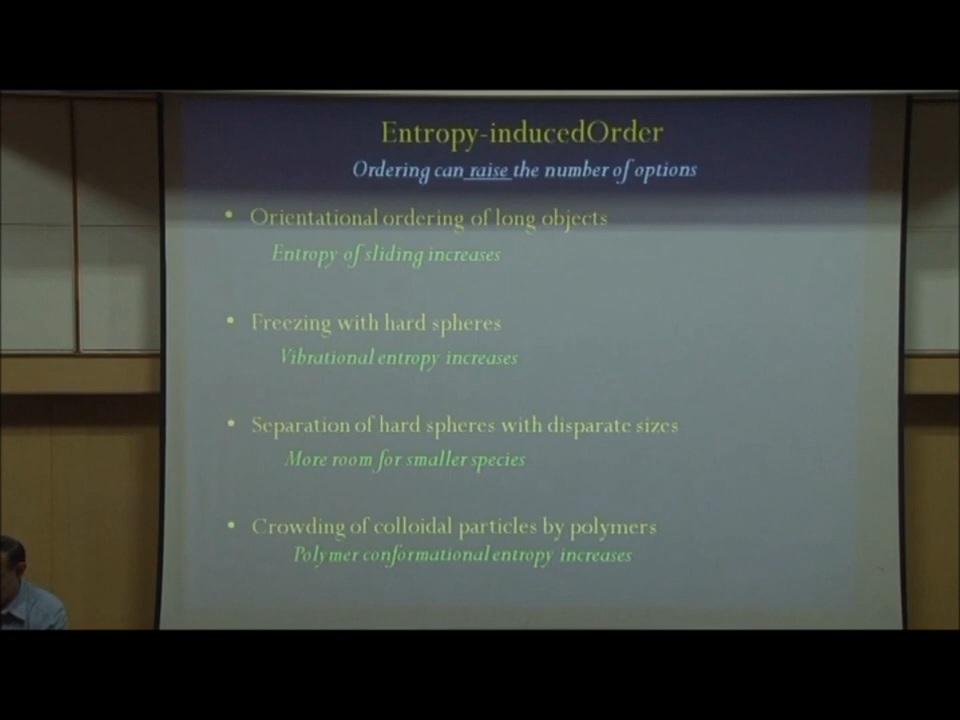 Entropy-inducedOrder
Ordering can raise the number of options
• Orientational ordering of long objects
Entropy of sliding increases
• Freezing with hard spheres
Vibrational entropy increases
• Separation of hard spheres with disparate sizes
More room for smaller species
• Crowding of colloidal particles by polymers
Polymer conformational entropy increases